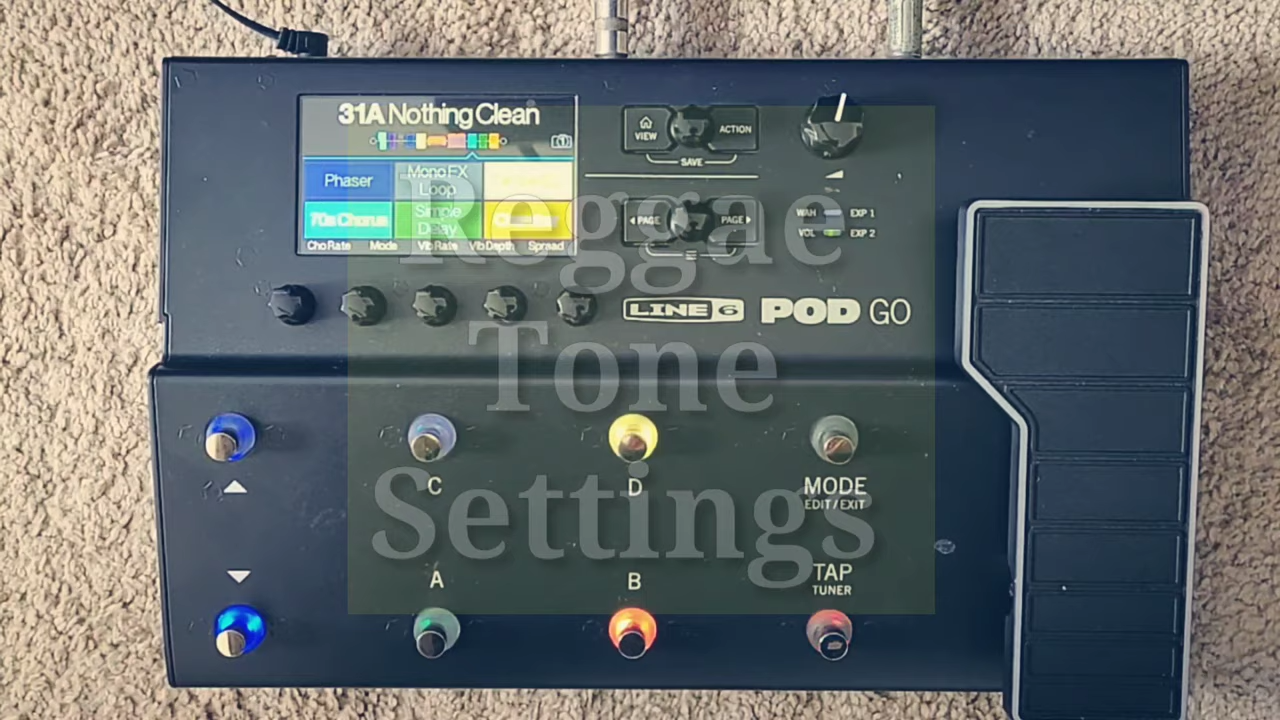 31A Nothing Clean
Phaser
Mono FX
Loop
70s Chorus
Simple
Delay
Cho Rate Mode Vib Rate Vib Depth Spread
VIEW
ACTION
SAVE
PAGE
PAGE
WAH EXP 1
VOL EXP 2
LINE 6 POD GO
Reggae
Tone
Settings
C
D
MODE
EDIT/EXIT
A
B
TAP
TUNER